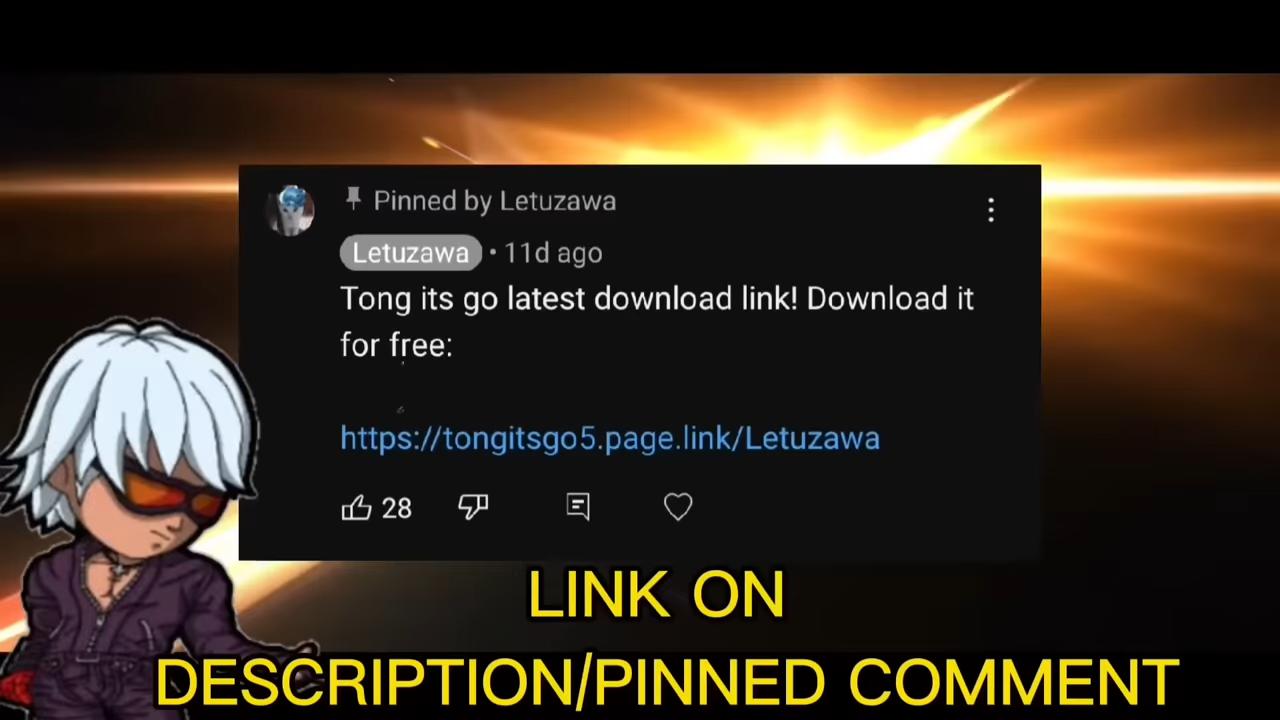 Pinned by Letuzawa
Letuzawa • 11d ago
Tong its go latest download link! Download it
for free:
https://tongitsgo5.page.link/Letuzawa
28
LINK ON
DESCRIPTION/PINNED COMMENT